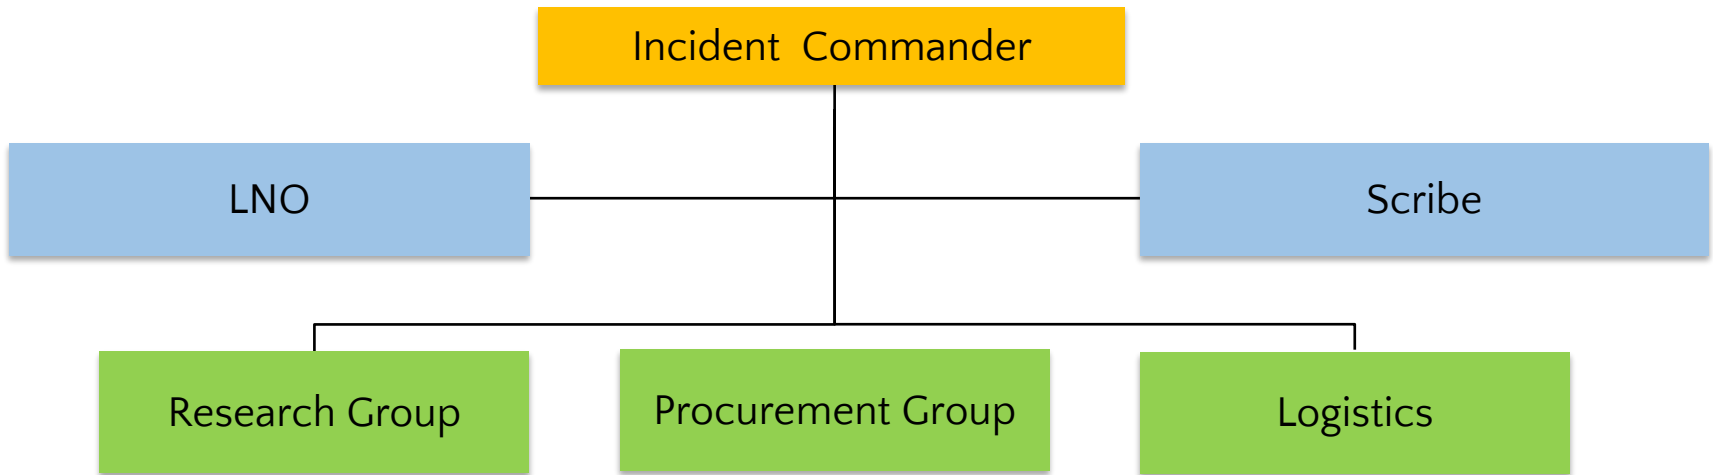 Incident Commander
LNO
Scribe
Research Group
Procurement Group
Logistics